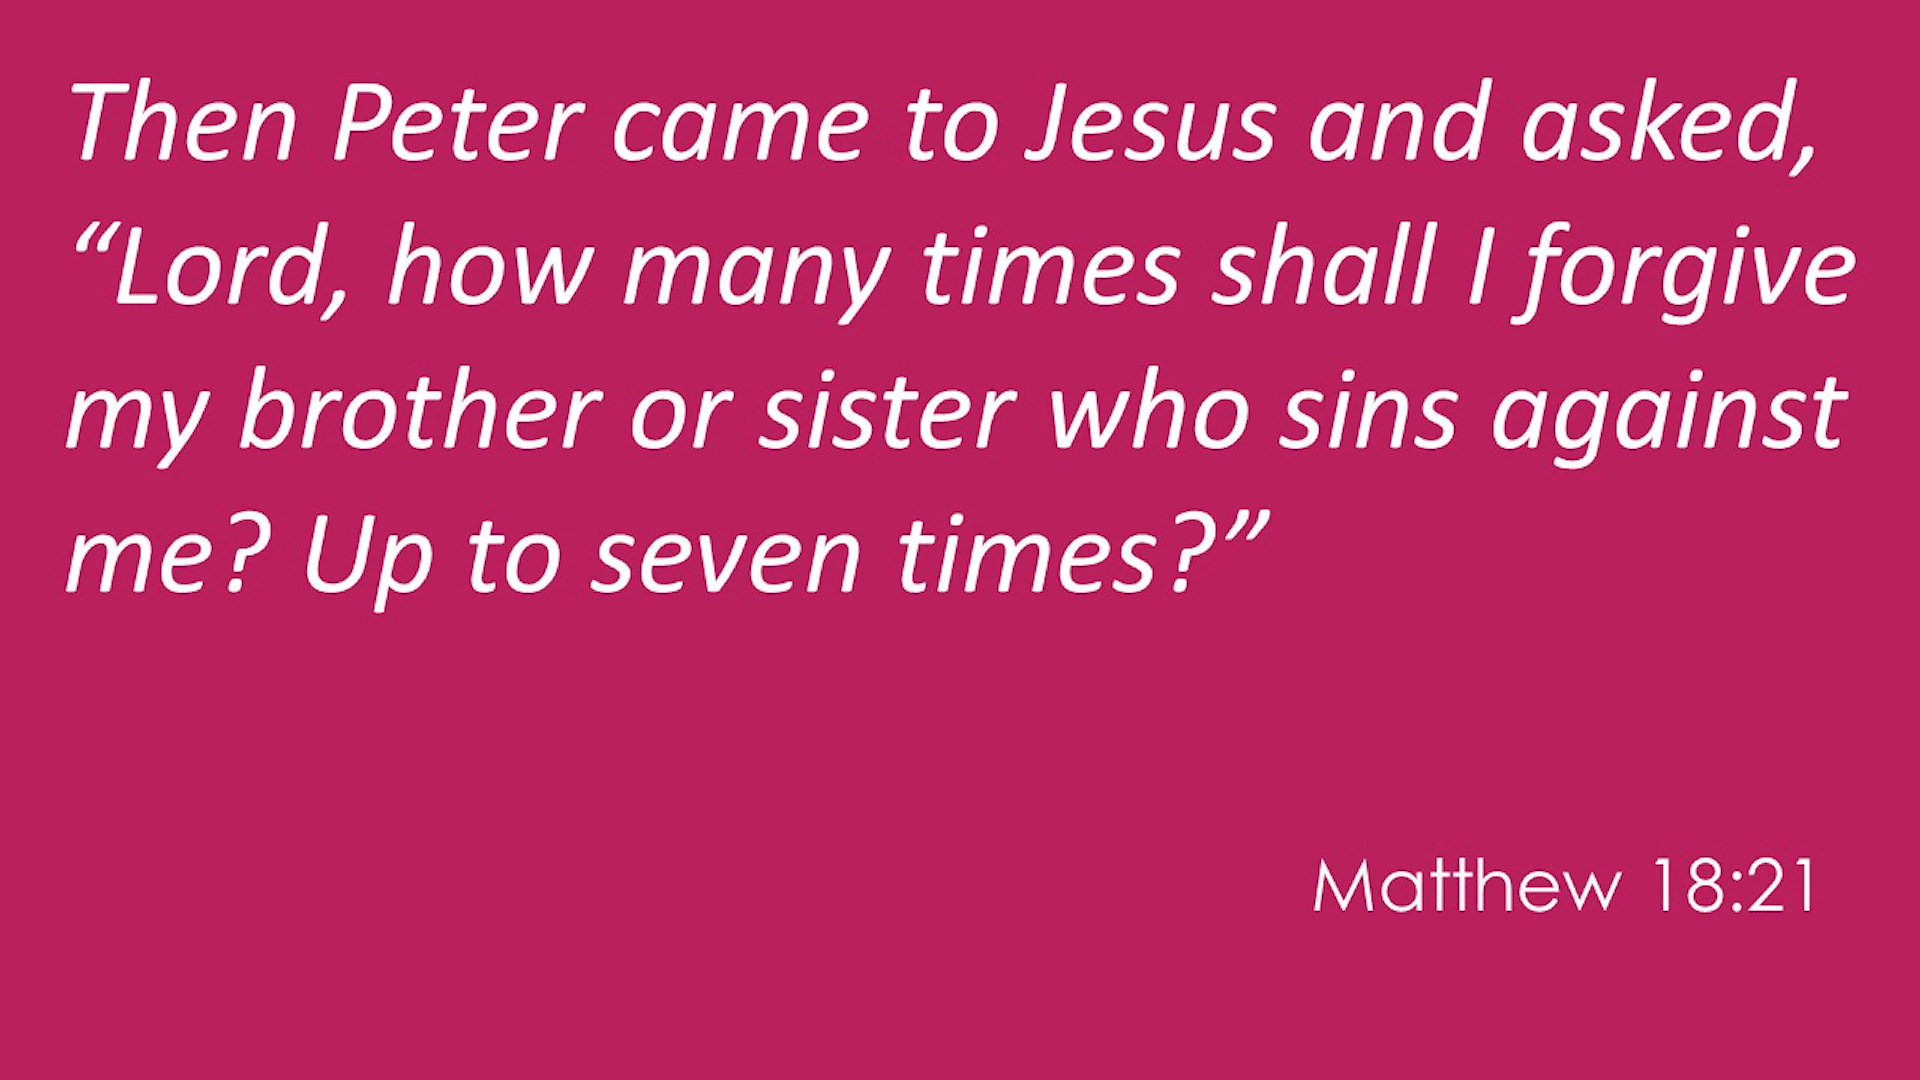 Then Peter came to Jesus and asked,
“Lord, how many times shall I forgive
my brother or sister who sins against
me? Up to seven times?”
Matthew 18:21